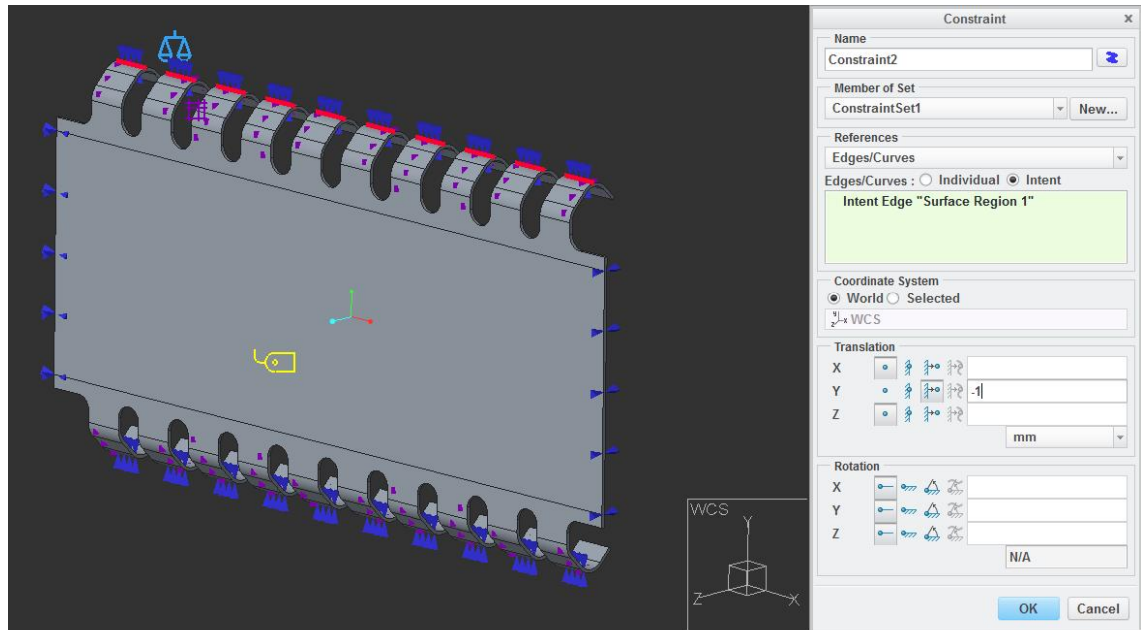 Constraint x
Name
Constraint2
Member of Set
ConstraintSet1 New...
References
Edges/Curves
Edges/Curves : Individual Intent
Intent Edge "Surface Region 1"
Coordinate System
World Selected
WCS
Translation
X
Y -1
Z
mm
Rotation
X
Y
Z
N/A
OK Cancel
WCS
Y
Z X